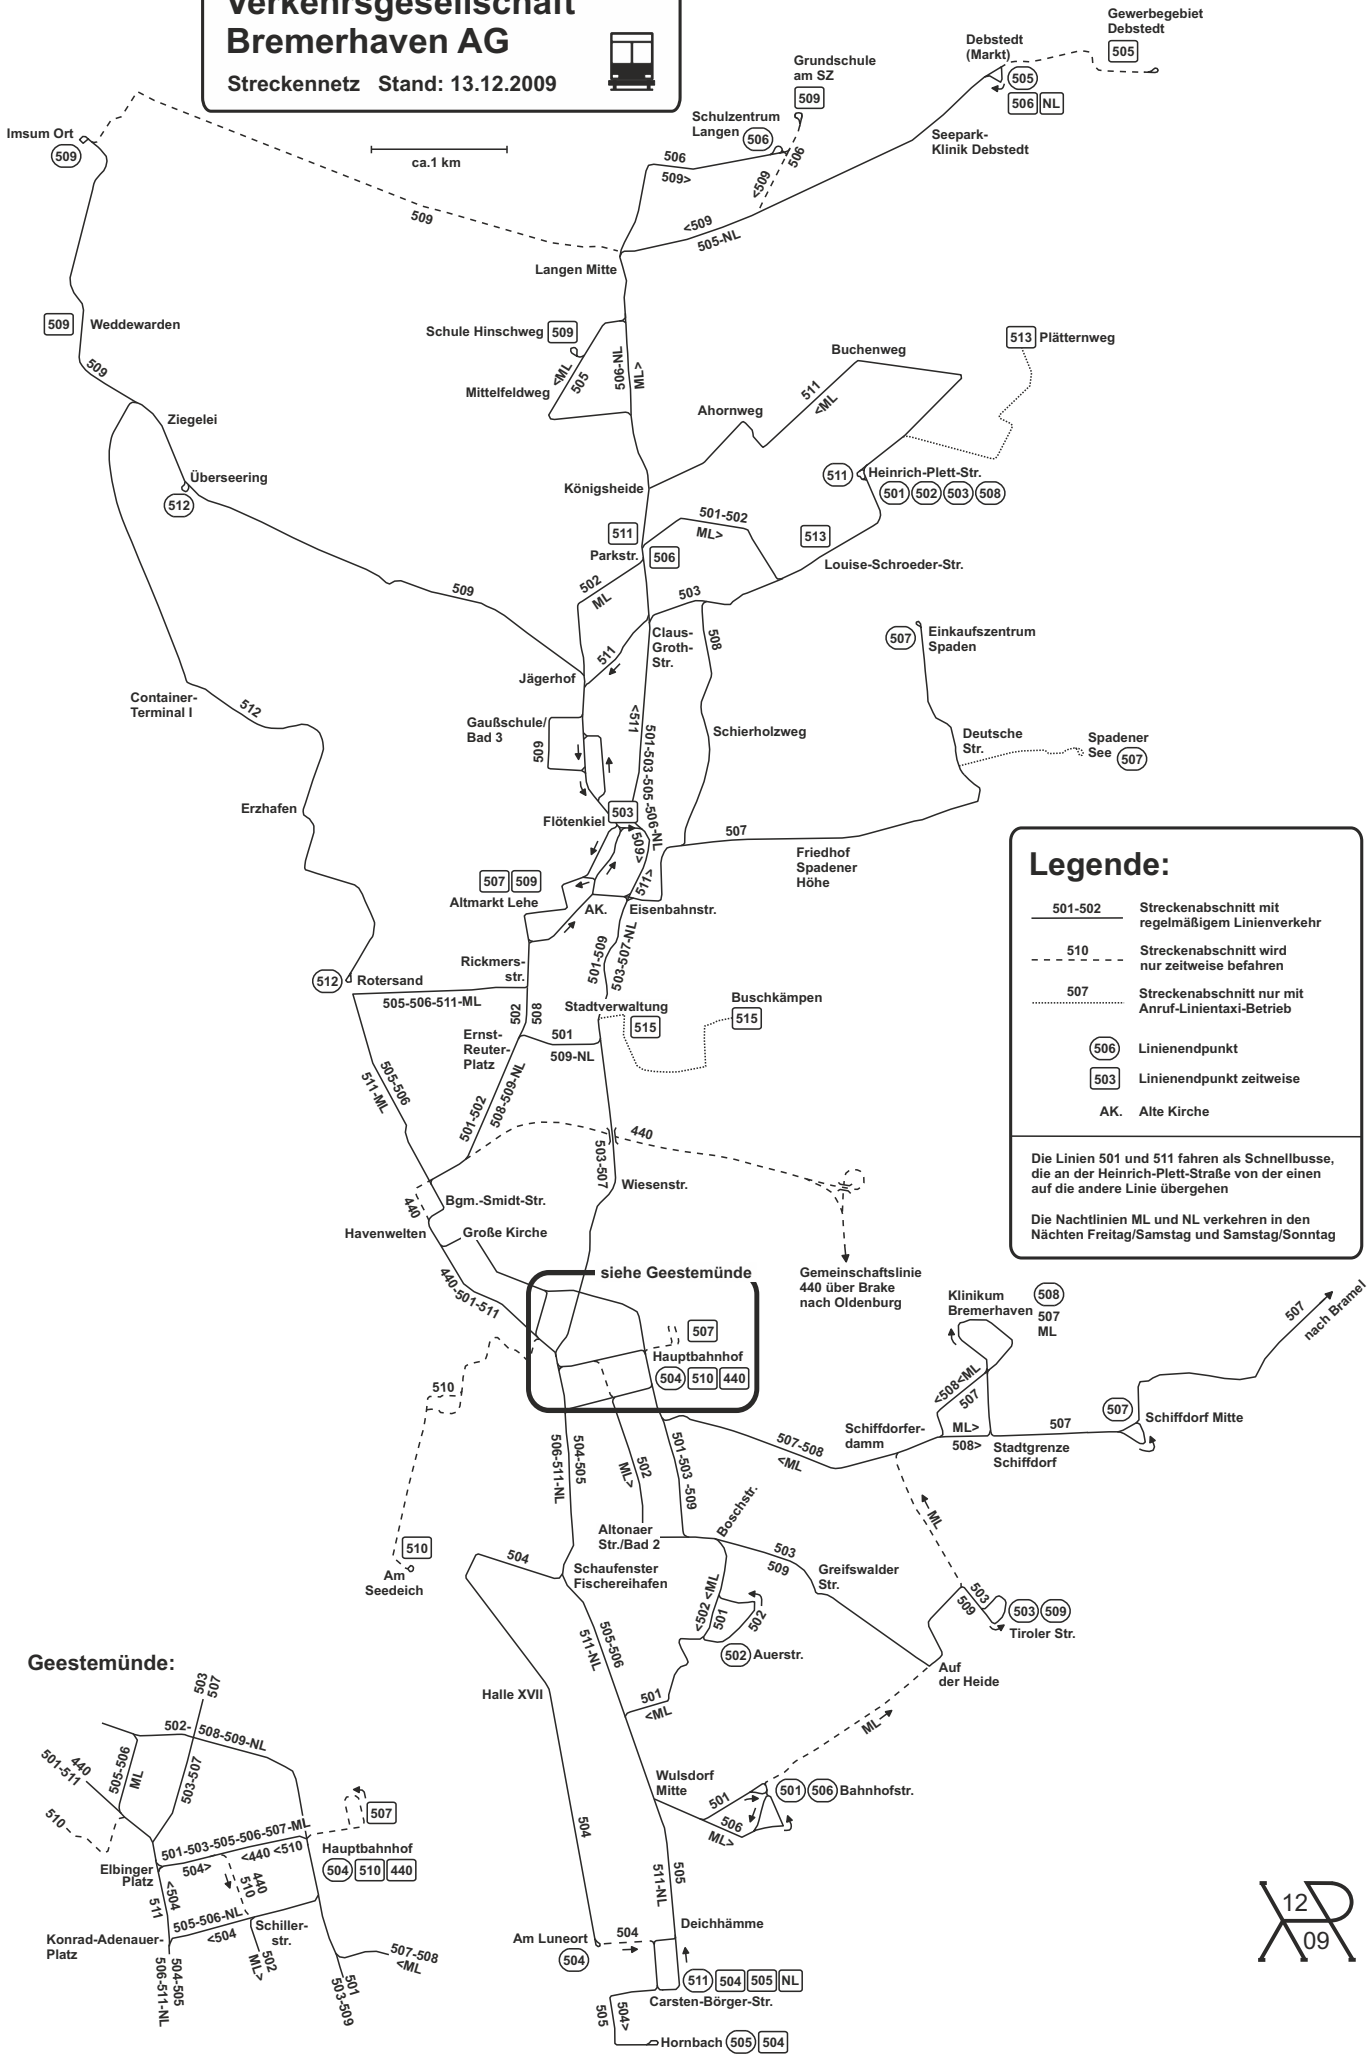 Verkehrsgesellschaft
Bremerhaven AG
Streckennetz Stand: 13.12.2009
Gewerbegebiet
Debstedt
505
Debstedt
(Markt)
505
506 NL
Grundschule
am SZ
509
Schulzentrum
Langen 506
Seepark-
Klinik Debstedt
Imsum Ort
509
ca.1 km
506
509>
<509
506
509
<509
505-NL
Langen Mitte
509 Weddewarden
509
Schule Hinschweg 509
Mittelfeldweg
<ML
505
506-NL
ML>
513 Plätternweg
Buchenweg
511
<ML
Ahornweg
Ziegelei
Überseering
512
Königsheide
511 Heinrich-Plett-Str.
501 502 503 508
501-502
ML>
511
Parkstr. 506
513
Louise-Schroeder-Str.
509
502
ML
503
Claus-
Groth-
Str.
508
511
Jägerhof
507 Einkaufszentrum
Spaden
Container-
Terminal I
512
Gaußschule/
Bad 3
509
<511
501-503-505-506-NL
Schierholzweg
Deutsche
Str.
Spadener
See 507
Erzhafen
503
Flötenkiel
509>
507
Friedhof
Spadener
Höhe
511>
507 509
Altmarkt Lehe
AK. Eisenbahnstr.
Legende:
501-502 Streckenabschnitt mit
regelmäßigem Linienverkehr
510 Streckenabschnitt wird
nur zeitweise befahren
507 Streckenabschnitt nur mit
Anruf-Linientaxi-Betrieb
506 Linienendpunkt
503 Linienendpunkt zeitweise
AK. Alte Kirche
Die Linien 501 und 511 fahren als Schnellbusse,
die an der Heinrich-Plett-Straße von der einen
auf die andere Linie übergehen
Die Nachtlinien ML und NL verkehren in den
Nächten Freitag/Samstag und Samstag/Sonntag
Rickmers-
str.
501-509
503-507-NL
512 Rotersand
505-506-511-ML
502
508
Stadtverwaltung
515
Buschkämpen
515
Ernst-
Reuter-
Platz
501
509-NL
505-506
511-ML
501-502
508-509-NL
440
503-507
Wiesenstr.
440
Bgm.-Smidt-Str.
Havenwelten
Große Kirche
440-501-511
siehe Geestemünde
Gemeinschaftslinie
440 über Brake
nach Oldenburg
507
Hauptbahnhof
504 510 440
Klinikum
Bremerhaven
508
507
ML
507
nach Bramel
<508<ML
507
507
Schiffdorf Mitte
Schiffdorfer-
damm
ML>
508>
507
Stadtgrenze
Schiffdorf
510
510
Am
Seedeich
504-505
506-511-NL
502
ML>
501-503-509
507-508
<ML
ML
Altonaer
Str./Bad 2
Boschstr.
503
509
Greifswalder
Str.
504
Schaufenster
Fischereihafen
<502 <ML
501
502
502 Auerstr.
503
509
503 509
Tiroler Str.
Auf
der Heide
505-506
511-NL
501
<ML
Halle XVII
ML
Wulsdorf
Mitte
501
506
ML>
501 506 Bahnhofstr.
504
505
511-NL
Deichhämme
Am Luneort
504
504
511 504 505 NL
Carsten-Börger-Str.
505
504>
Hornbach 505 504
Geestemünde:
503
507
502-508-509-NL
505-506
ML
440
501-511
503-507
510
507
501-503-505-506-507-ML
504> <440 <510
Hauptbahnhof
504 510 440
Elbinger
Platz
<504
511
440
510
505-506-NL
<504
Schiller-
str.
Konrad-Adenauer-
Platz
504-505
506-511-NL
502
ML>
507-508
<ML
501
503-509
12
09